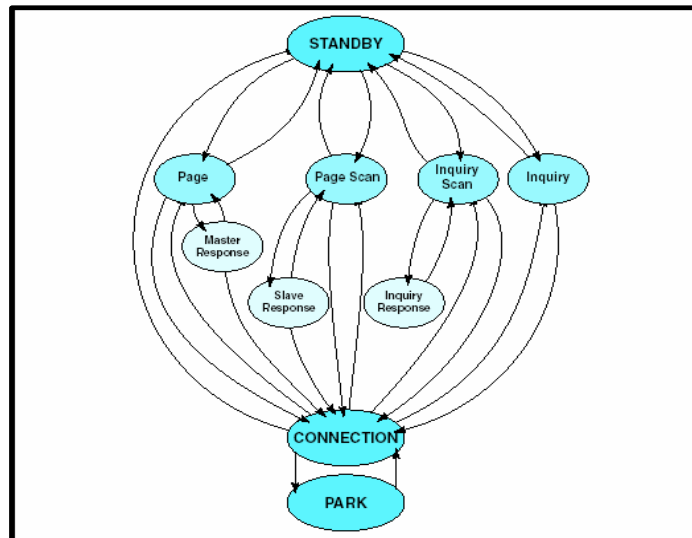 STANDBY
Page
Page Scan
Inquiry
Scan
Inquiry
Master
Response
Slave
Response
Inquiry
Response
CONNECTION
PARK